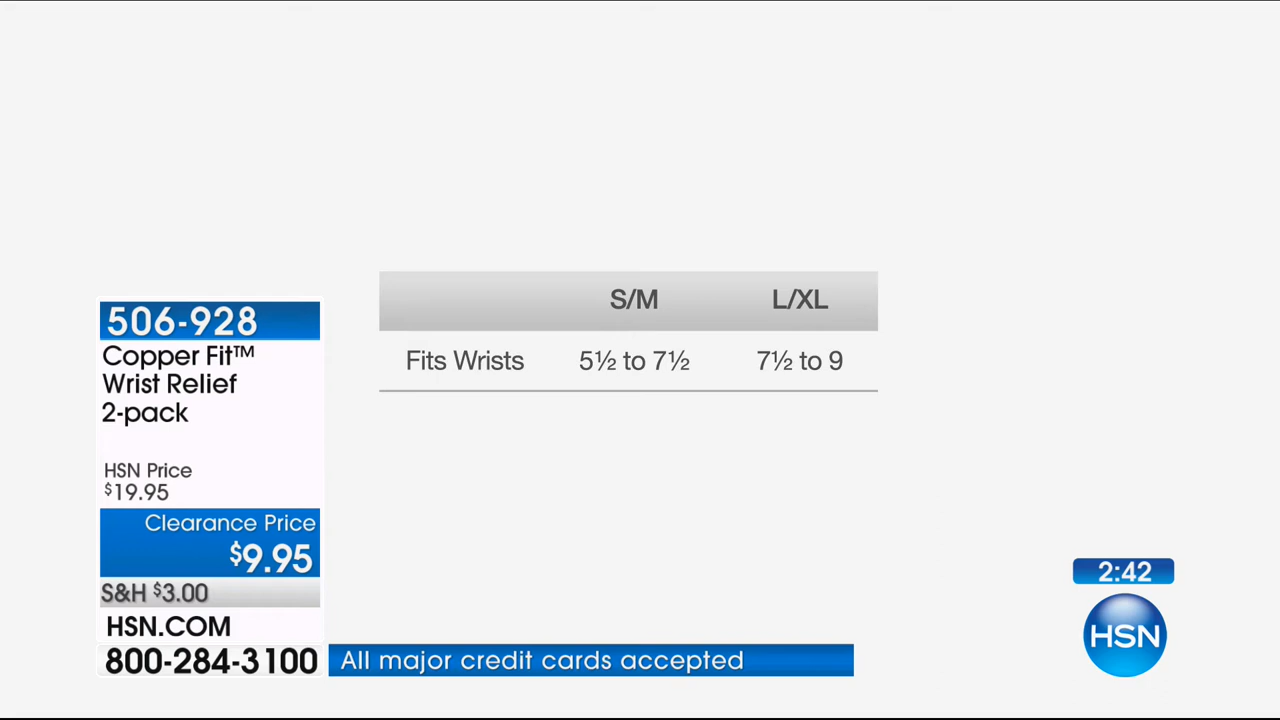 506-928
Copper Fit™
Wrist Relief
2-pack
HSN Price
$19.95
Clearance Price
$9.95
S&H $3.00
HSN.COM
800-284-3100
S/M L/XL
Fits Wrists 5½ to 7½ 7½ to 9
All major credit cards accepted
2:42
HSN